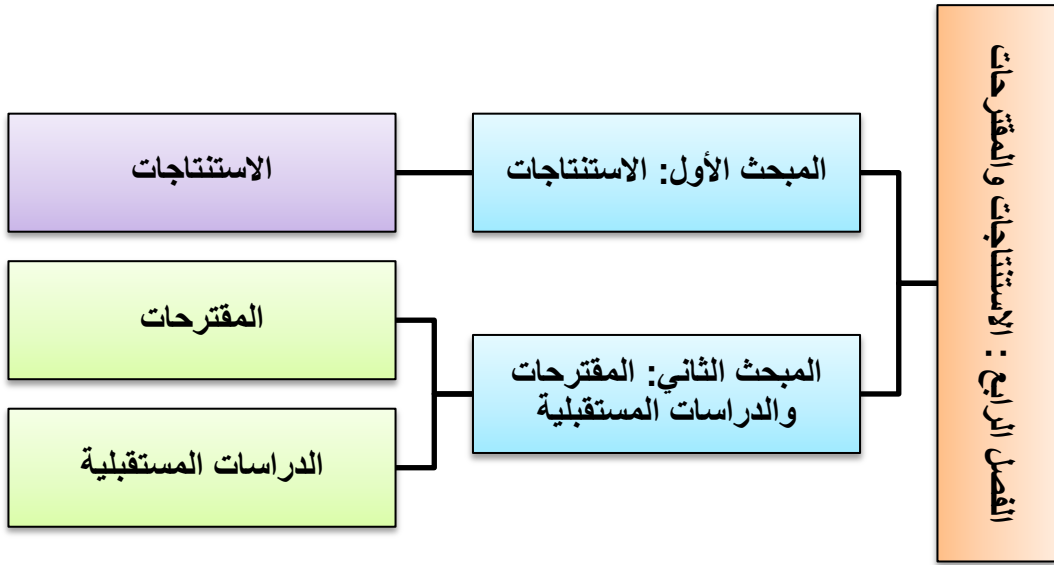 الفصل الرابع : الاستنتاجات والمقترحات
المبحث الأول: الاستنتاجات
الاستنتاجات
المبحث الثاني: المقترحات
والدراسات المستقبلية
المقترحات
الدراسات المستقبلية